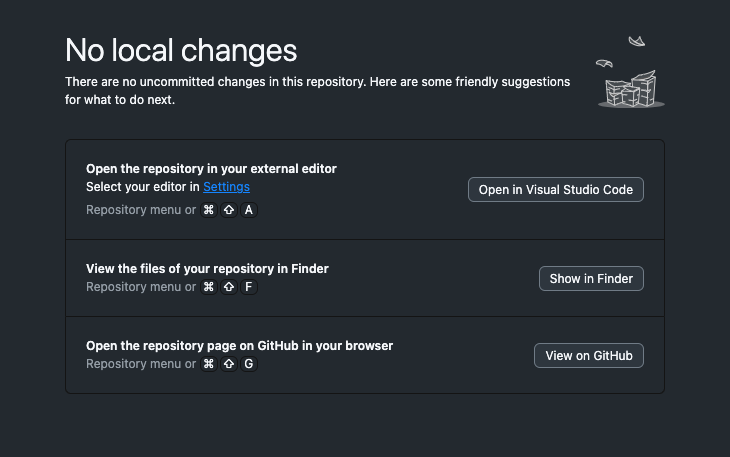 No local changes
There are no uncommitted changes in this repository. Here are some friendly suggestions
for what to do next.
Open the repository in your external editor
Select your editor in Settings
Repository menu or ⌘ ⇧ A
Open in Visual Studio Code
View the files of your repository in Finder
Repository menu or ⌘ ⇧ F
Show in Finder
Open the repository page on GitHub in your browser
Repository menu or ⌘ ⇧ G
View on GitHub